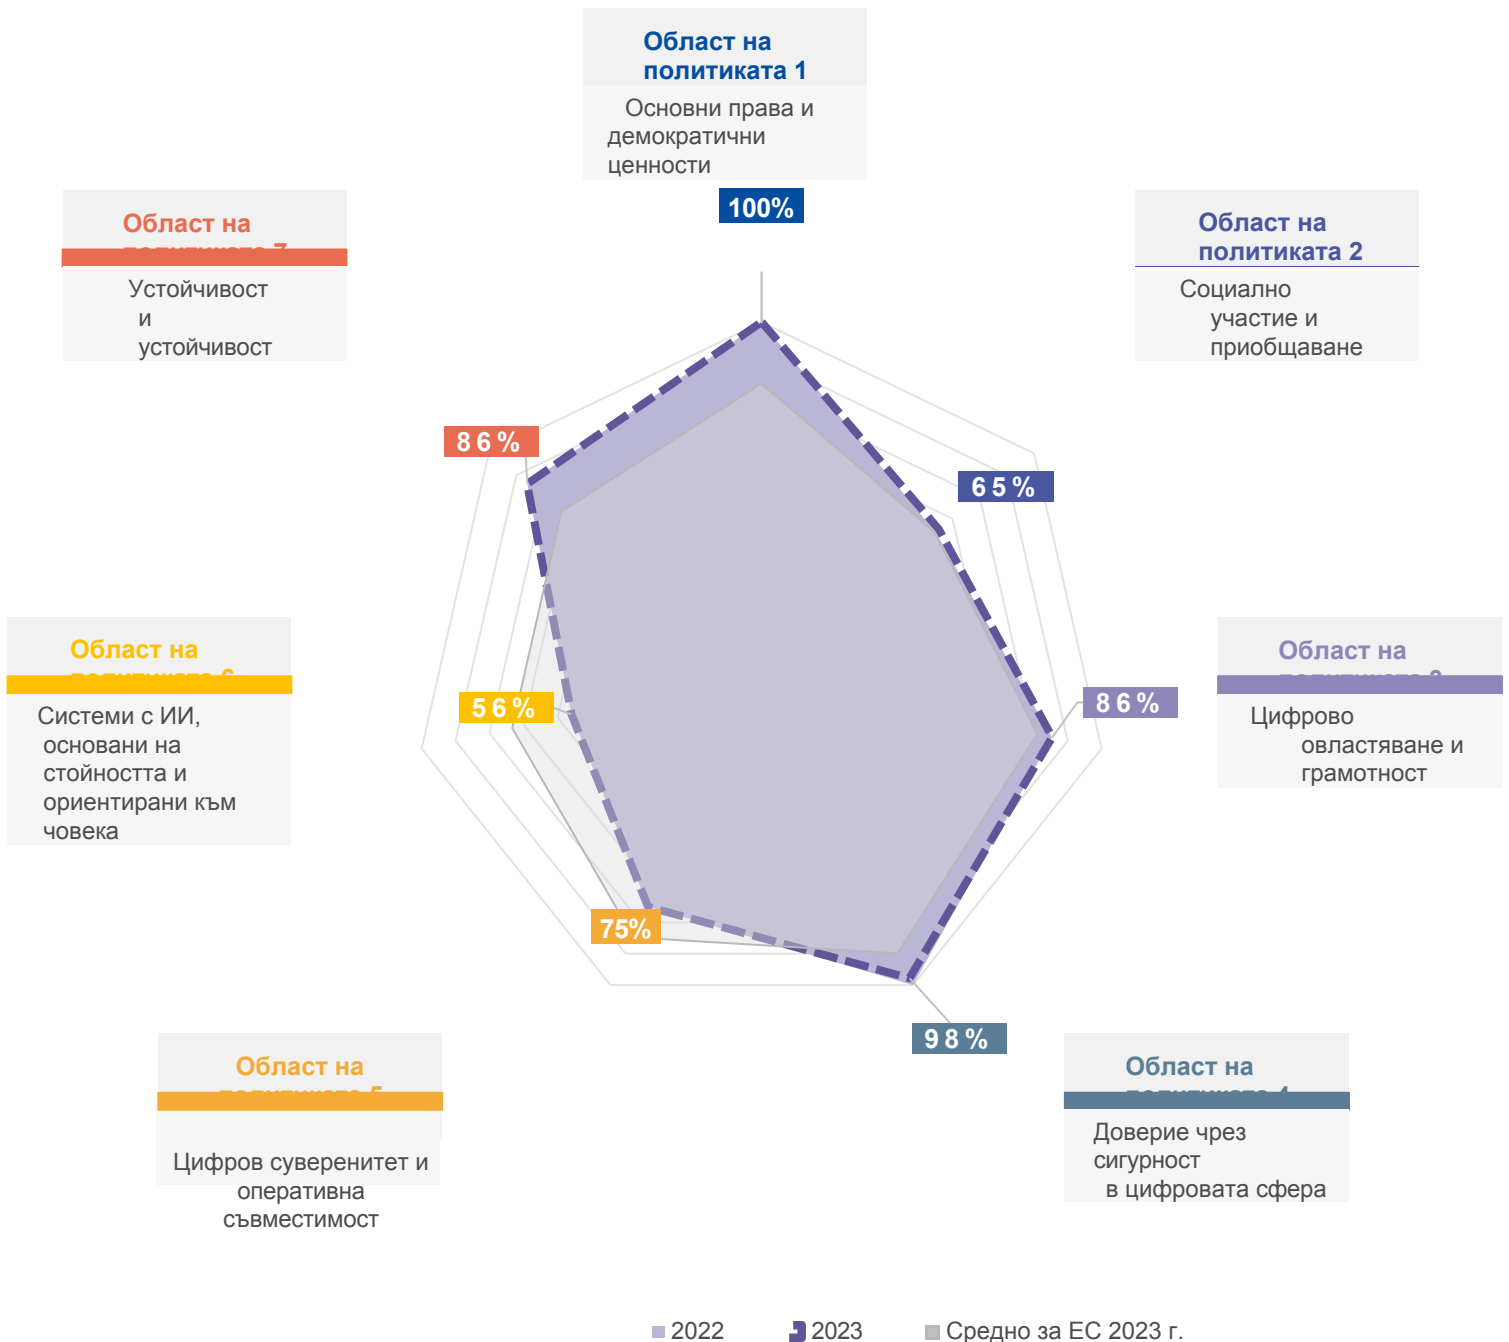 Област на
политиката 1
Основни права и
демократични
ценности
100%
Област на
политиката 2
Социално
участие и
приобщаване
65%
Област на
Цифрово
овластяване и
грамотност
86%
Област на
Доверие чрез
сигурност
в цифровата сфера
98%
Област на
Цифров суверенитет и
оперативна
съвместимост
75%
Област на
Системи с ИИ,
основани на
стойността и
ориентирани към
човека
56%
Област на
Устойчивост
и
устойчивост
86%
2022
2023
Средно за ЕС 2023 г.